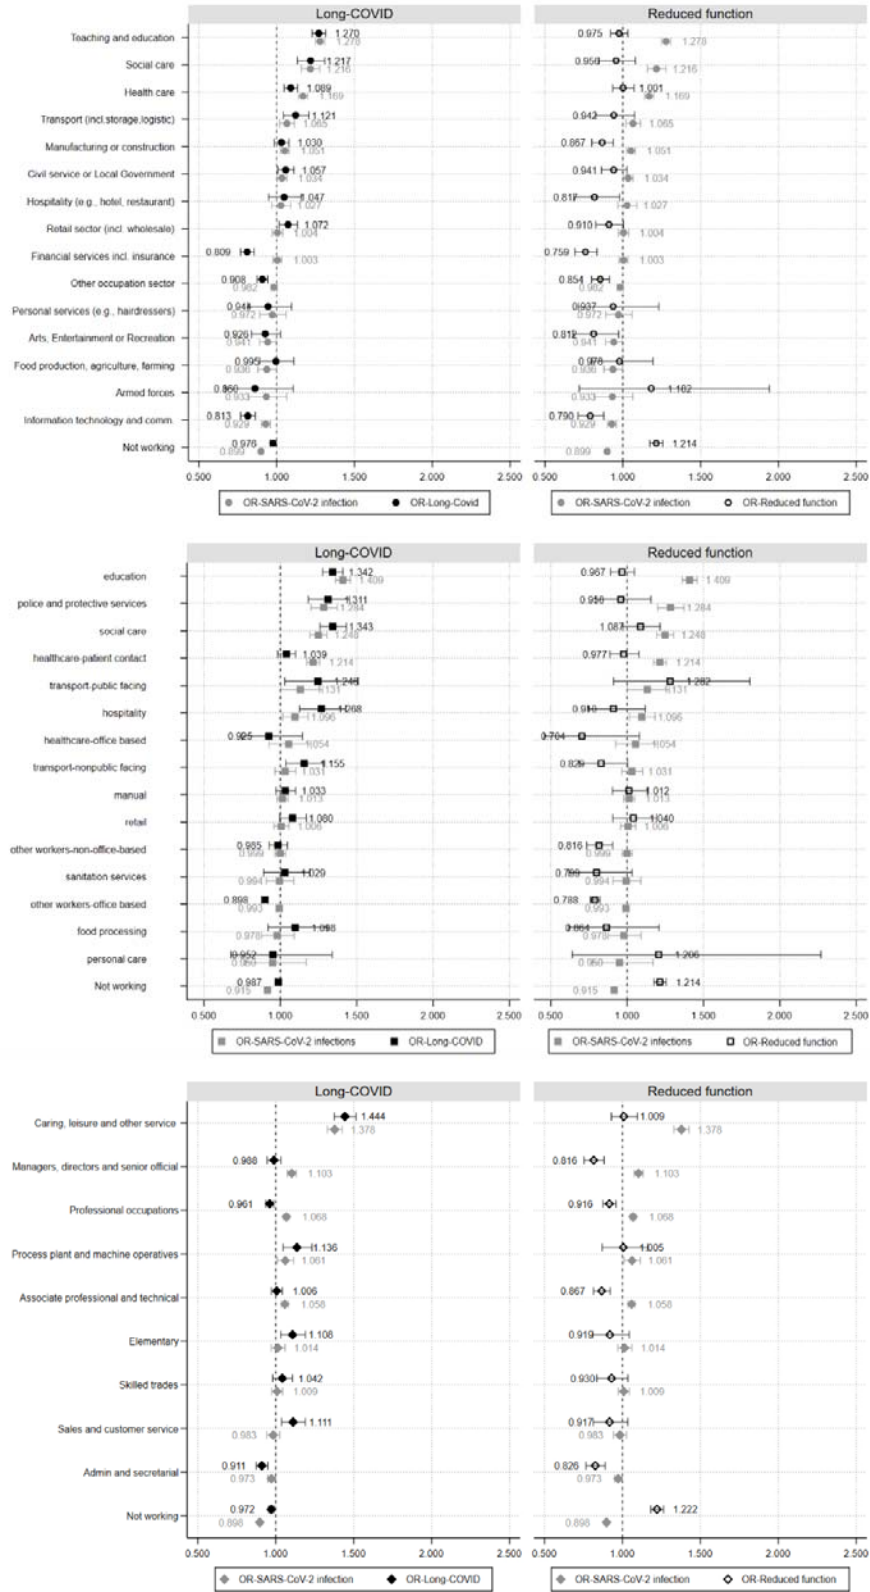 Long-COVID
Reduced function
Teaching and education
1.270
1.278
0.975
1.278
Social care
1.217
1.216
1.216
Health care
1.089
1.169
1.001
1.169
Transport (incl.storage,logistic)
1.121
1.065
0.942
1.065
Manufacturing or construction
1.030
1.051
0.867
1.051
Civil service or Local Government
1.057
1.034
0.941
1.034
Hospitality (e.g., hotel, restaurant)
1.047
1.027
0.817
1.027
Retail sector (incl. wholesale)
1.072
1.004
0.910
1.004
Financial services incl. insurance
0.809
1.003
0.759
1.003
Other occupation sector
0.908
0.982
0.854
0.982
Personal services (e.g., hairdressers)
0.972
0.937
0.972
Arts, Entertainment or Recreation
0.926
0.941
0.812
0.941
Food production, agriculture, farming
0.995
0.936
0.936
Armed forces
0.933
0.933
Information technology and comm.
0.813
0.929
0.790
0.929
Not working
0.976
0.899
1.214
0.899
0.500 1.000 1.500 2.000 2.500
0.500 1.000 1.500 2.000 2.500
OR-SARS-CoV-2 infection OR-Long-Covid
OR-SARS-CoV-2 infection OR-Reduced function
Long-COVID
Reduced function
education
1.342
1.409
0.967
1.409
police and protective services
1.311
1.284
1.284
social care
1.343
1.248
1.087
1.248
healthcare-patient contact
1.039
1.214
0.977
1.214
transport-public facing
hospitality
1.268
1.096
1.096
healthcare-office based
0.925
transport-nonpublic facing
1.155
1.031
0.829
1.031
manual
1.033
1.013
1.012
1.013
retail
1.080
1.006
1.040
1.006
other workers-non-office-based
0.985
0.999
0.816
0.999
sanitation services
0.994
0.994
other workers-office based
0.898
0.993
0.788
0.993
food processing
0.978
personal care
0.952
1.206
Not working
0.987
0.915
1.214
0.915
0.500 1.000 1.500 2.000 2.500
0.500 1.000 1.500 2.000 2.500
OR-SARS-CoV-2 infections OR-Long-COVID
OR-SARS-CoV-2 infections OR-Reduced function
Long-COVID
Reduced function
Caring, leisure and other service
1.444
1.378
1.009
1.378
Managers, directors and senior official
0.988
1.103
0.816
1.103
Professional occupations
0.961
1.068
0.916
1.068
Process plant and machine operatives
1.136
1.061
1.005
1.061
Associate professional and technical
1.006
1.058
0.867
1.058
Elementary
1.108
1.014
0.919
1.014
Skilled trades
1.042
1.009
0.930
1.009
Sales and customer service
1.111
0.983
0.917
0.983
Admin and secretarial
0.911
0.973
0.826
0.973
Not working
0.972
0.898
1.222
0.898
0.500 1.000 1.500 2.000 2.500
0.500 1.000 1.500 2.000 2.500
OR-SARS-CoV-2 infection OR-Long-COVID
OR-SARS-CoV-2 infection OR-Reduced function